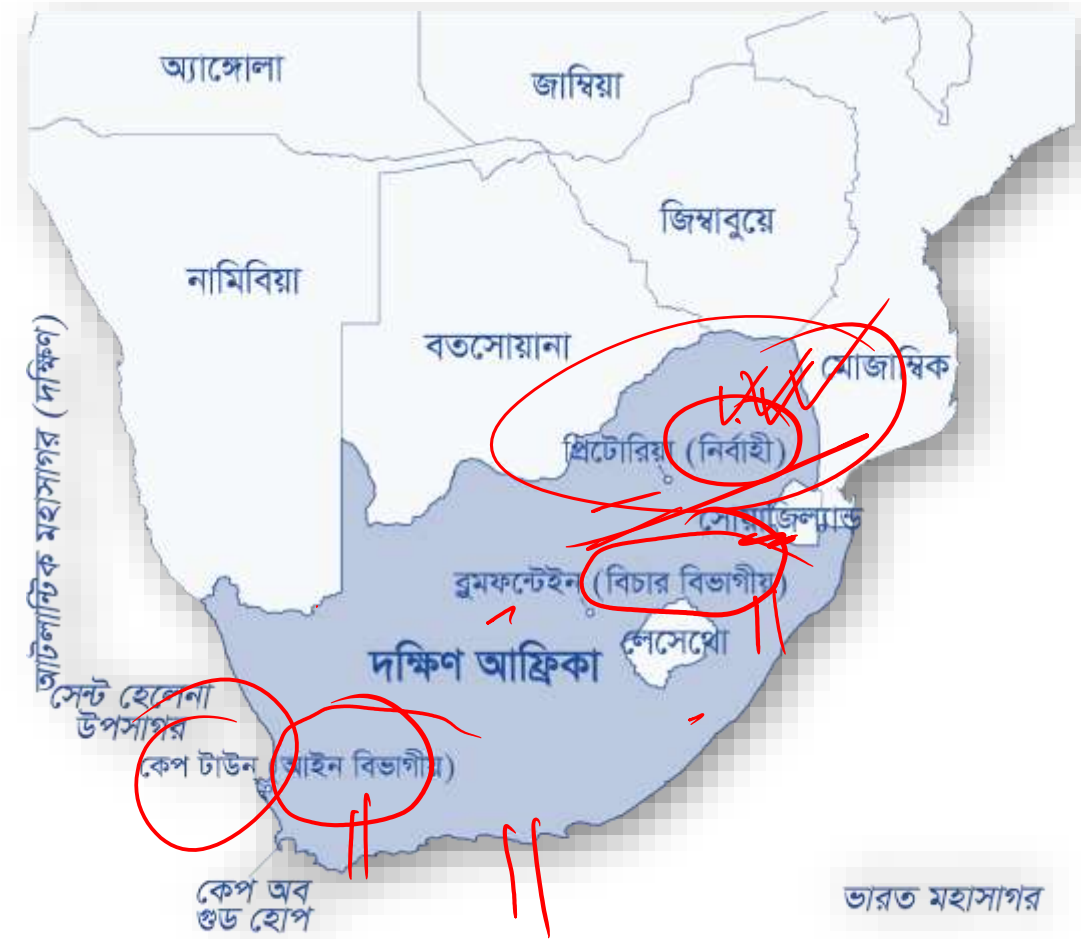 অ্যাঙ্গোলা
জাম্বিয়া
জিম্বাবুয়ে
নামিবিয়া
বতসোয়ানা
মোজাম্বিক
আটলান্টিক মহাসাগর (দক্ষিণ)
প্রিটোরিয়া (নির্বাহী)
সোয়াজিল্যান্ড
ব্লুমফন্টেইন (বিচার বিভাগীয়)
লেসেথো
দক্ষিণ আফ্রিকা
সেন্ট হেলেনা
উপসাগর
কেপ টাউন (আইন বিভাগীয়)
কেপ অব
গুড হোপ
ভারত মহাসাগর